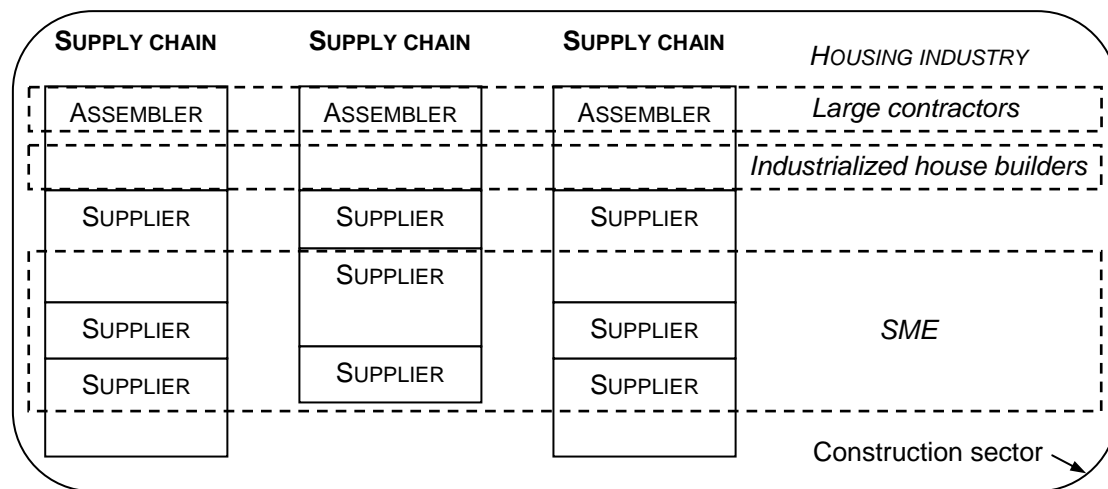 SUPPLY CHAIN SUPPLY CHAIN SUPPLY CHAIN
HOUSING INDUSTRY
ASSEMBLER ASSEMBLER ASSEMBLER Large contractors
Industrialized house builders
SUPPLIER SUPPLIER SUPPLIER
SUPPLIER
SUPPLIER SUPPLIER SME
SUPPLIER SUPPLIER SUPPLIER
Construction sector